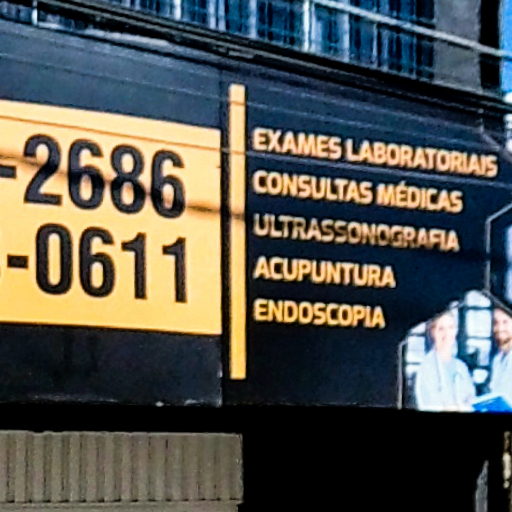 -2686
-0611
EXAMES LABORATORIAIS
CONSULTAS MÉDICAS
ULTRASSONOGRAFIA
ACUPUNTURA
ENDOSCOPIA